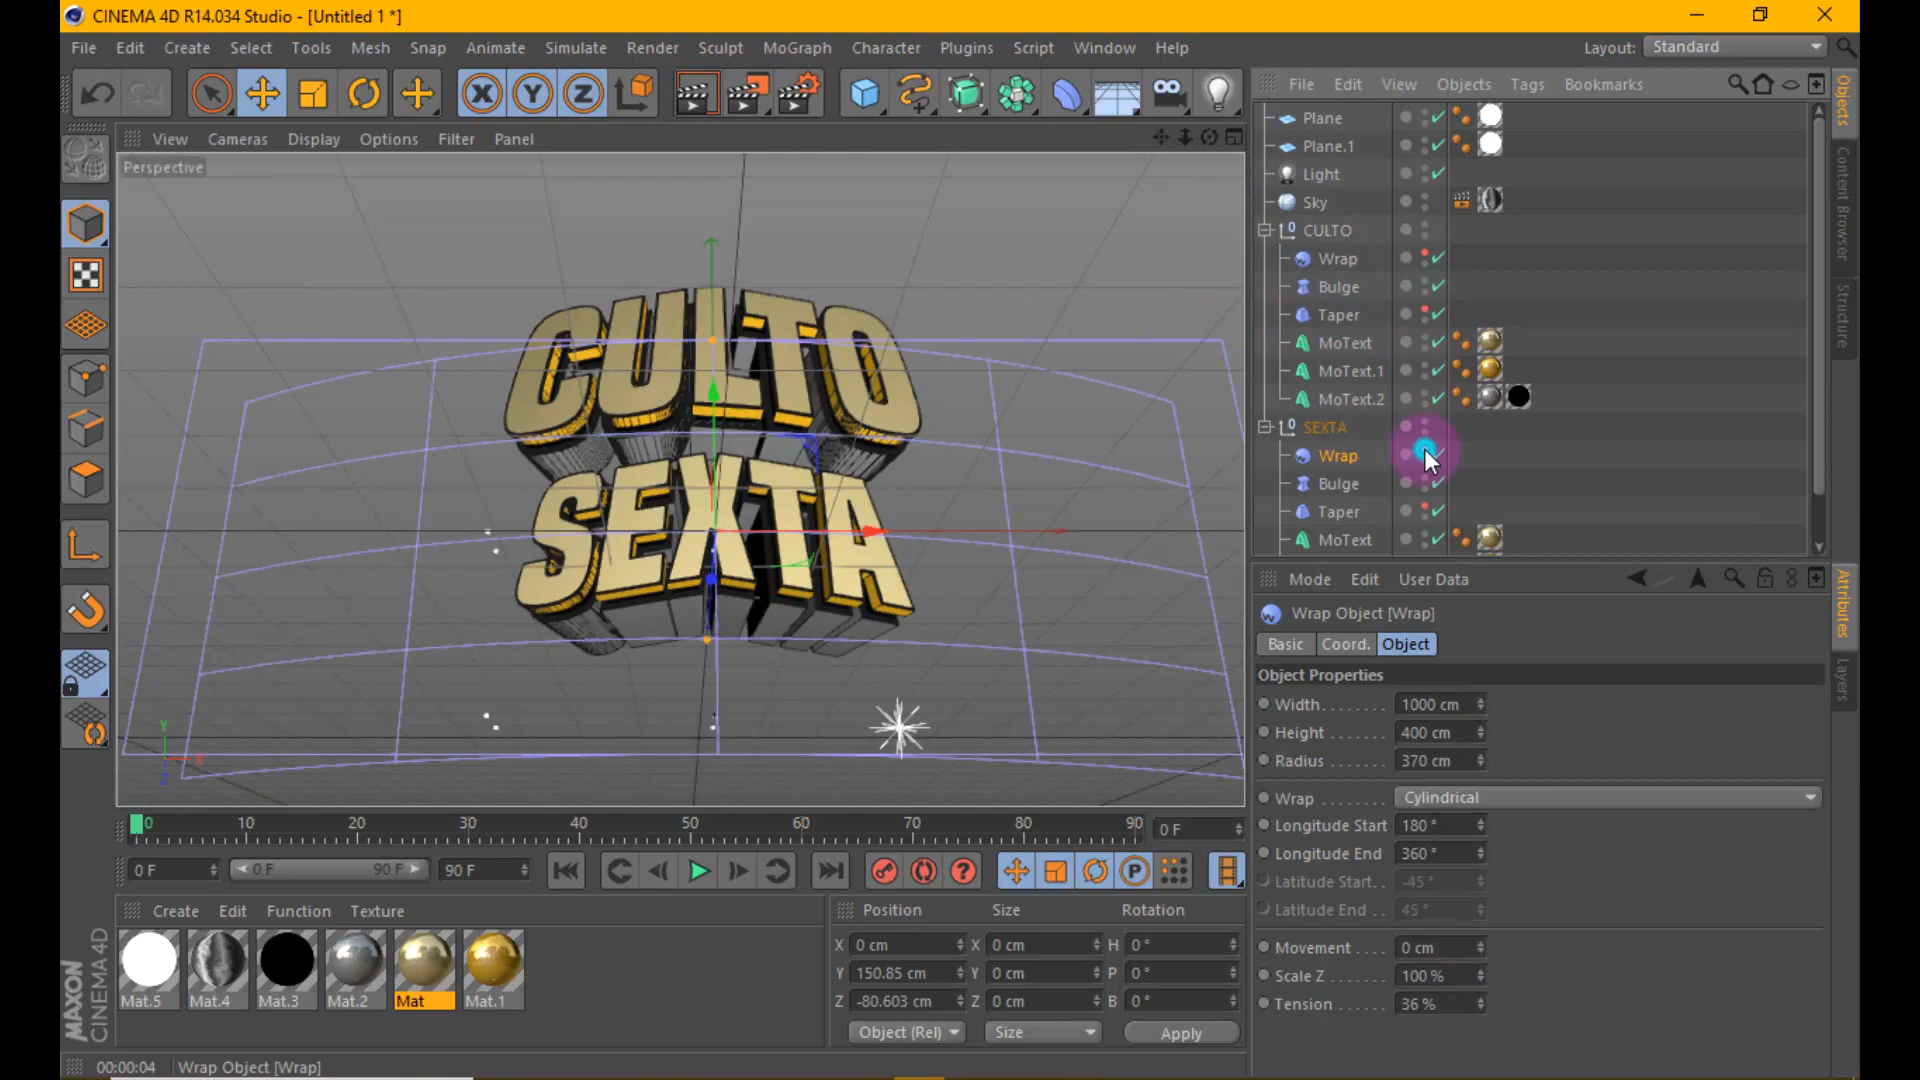 CINEMA 4D R14.034 Studio - [Untitled 1 *]
File Edit Create Select Tools Mesh Snap Animate Simulate Render Sculpt MoGraph Character Plugins Script Window Help
Layout: Standard
X Y Z
File Edit View Objects Tags Bookmarks
View Cameras Display Options Filter Panel
Perspective
CULTO
SEXTA
Y
X
Z
Plane
Plane.1
Light
Sky
CULTO
Wrap
Bulge
Taper
MoText
MoText.1
MoText.2
SEXTA
Wrap
Bulge
Taper
MoText
Objects
Content Browser
Structure
Mode Edit User Data
Wrap Object [Wrap]
Basic Coord. Object
Object Properties
Width 1000 cm
Height 400 cm
Radius 370 cm
Wrap Cylindrical
Longitude Start 180 °
Longitude End 360 °
Latitude Start -45 °
Latitude End 45 °
Movement 0 cm
Scale Z 100 %
Tension 36 %
Attributes
Layers
0 10 20 30 40 50 60 70 80 90 0 F
0 F 0 F 90 F 90 F
Create Edit Function Texture
Mat.5 Mat.4 Mat.3 Mat.2 Mat Mat.1
Position Size Rotation
X 0 cm X 0 cm H 0 °
Y 150.85 cm Y 0 cm P 0 °
Z -80.603 cm Z 0 cm B 0 °
Object (Rel) Size Apply
MAXON
CINEMA 4D
00:00:04 Wrap Object [Wrap]